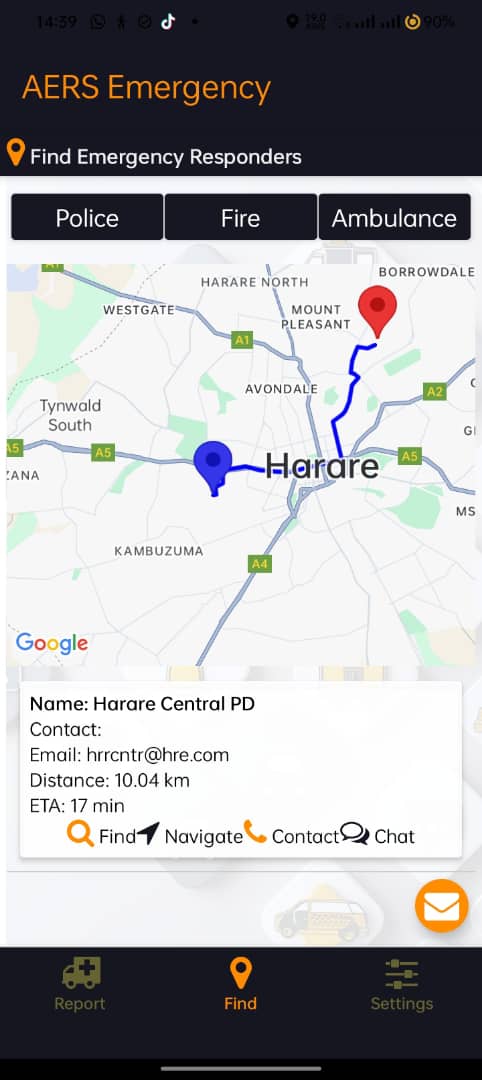 14:39
90%
AERS Emergency
Find Emergency Responders
Police Fire Ambulance
BORROWDALE
HARARE NORTH
WESTGATE
MOUNT
PLEASANT
A1
AVONDALE
A2
Tynwald
South
A5
A5
A5
Harare
KAMBUZUMA
A4
Google
Name: Harare Central PD
Contact:
Email: hrrcntr@hre.com
Distance: 10.04 km
ETA: 17 min
Find Navigate Contact Chat
Report Find Settings